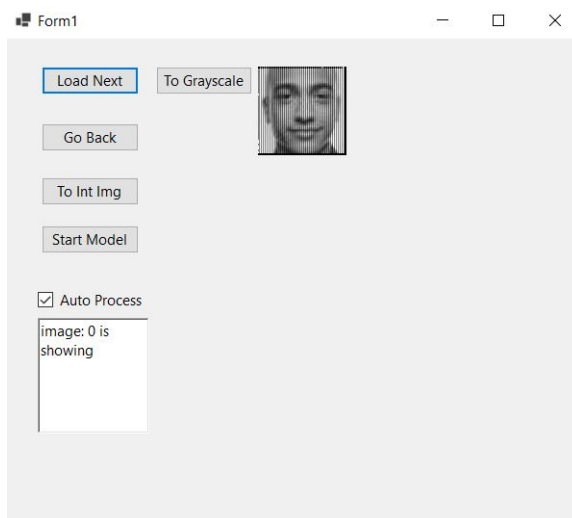 Form1
Load Next
To Grayscale
Go Back
To Int Img
Start Model
Auto Process
image: 0 is
showing